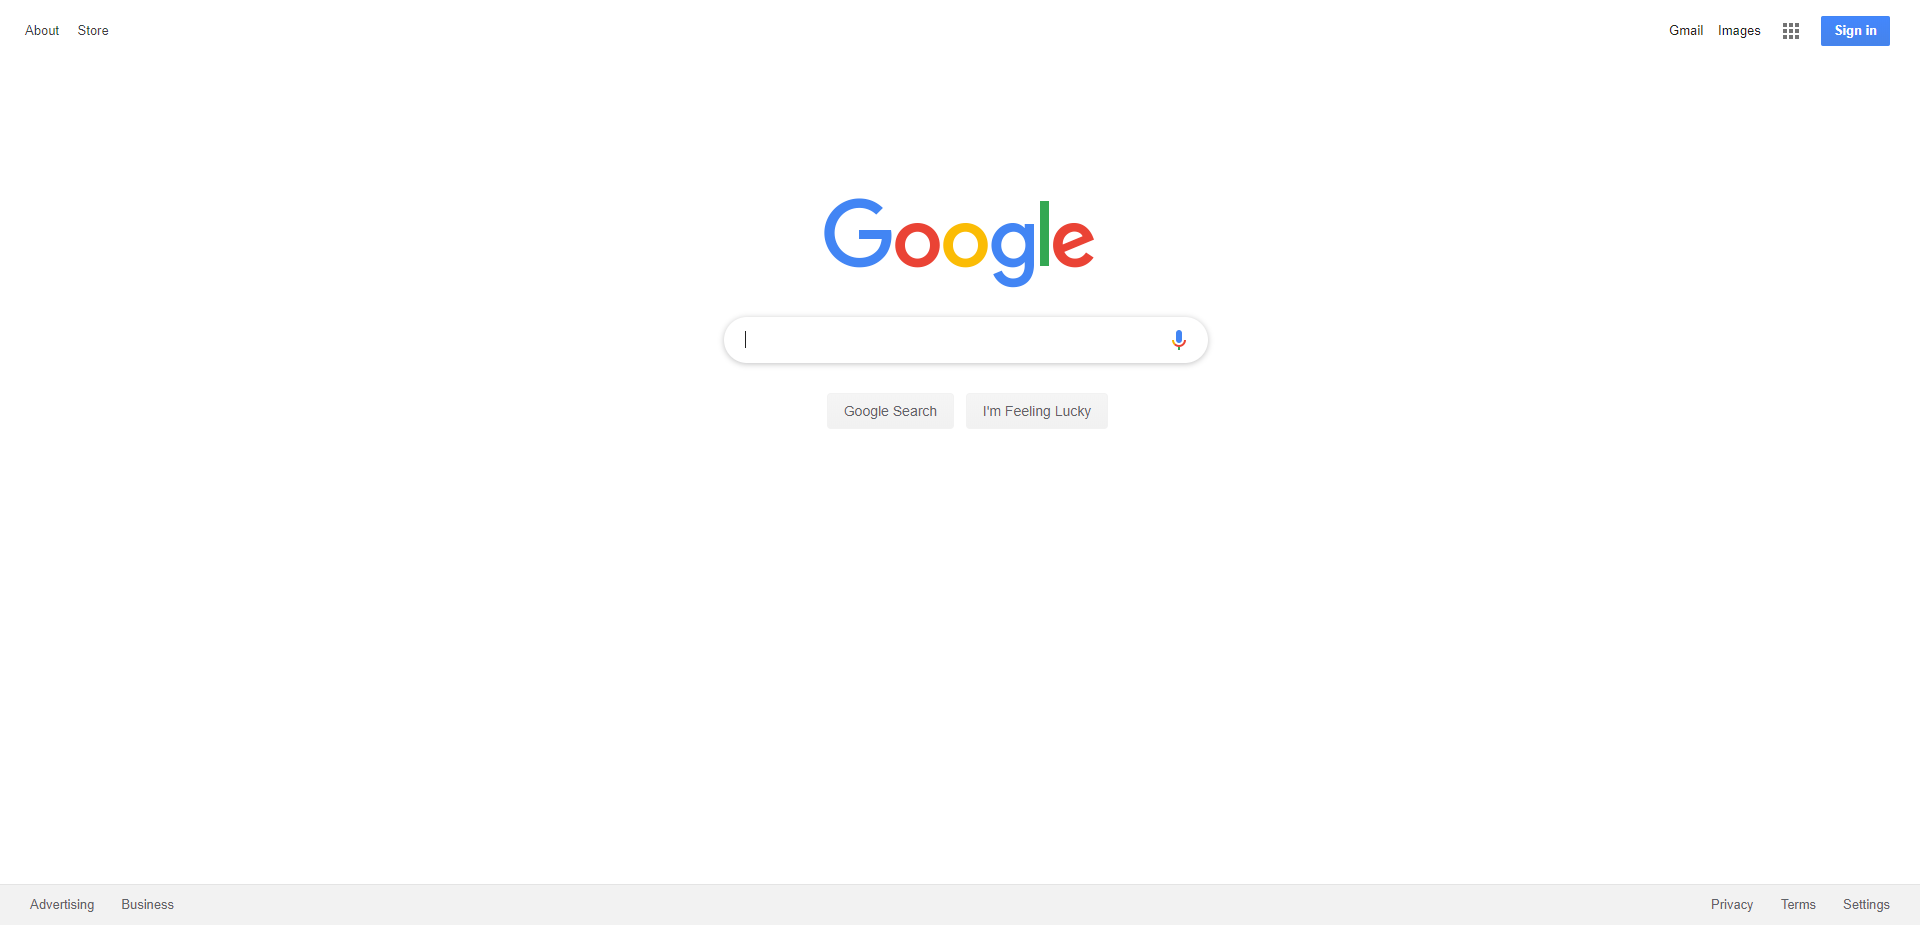 About Store Gmail Images Sign in
Google
Google Search I'm Feeling Lucky
Advertising Business Privacy Terms Settings